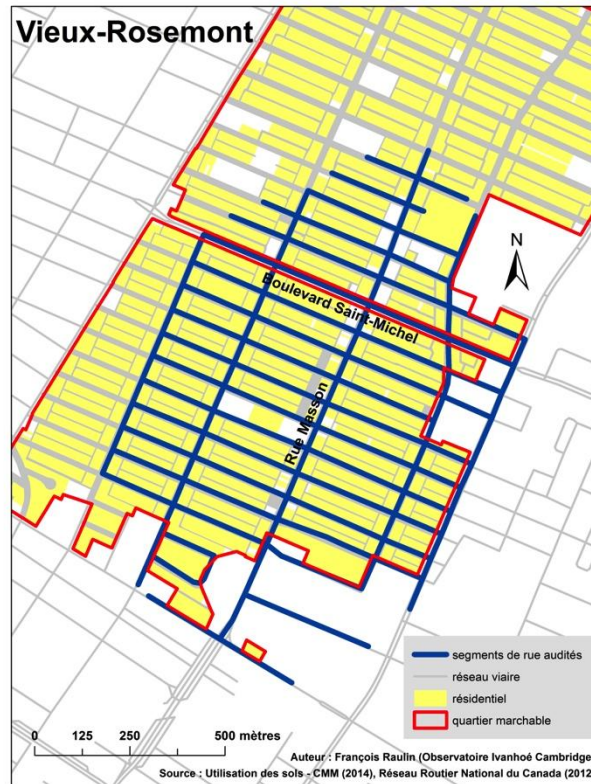 Vieux-Rosemont
N
Boulevard Saint-Michel
Rue Masson
segments de rue audités
réseau viaire
résidentiel
quartier marchable
0 125 250 500 mètres
Auteur : François Raulin (Observatoire Ivanhoé Cambridge
Source : Utilisation des sols - CMM (2014), Réseau Routier National du Canada (2012